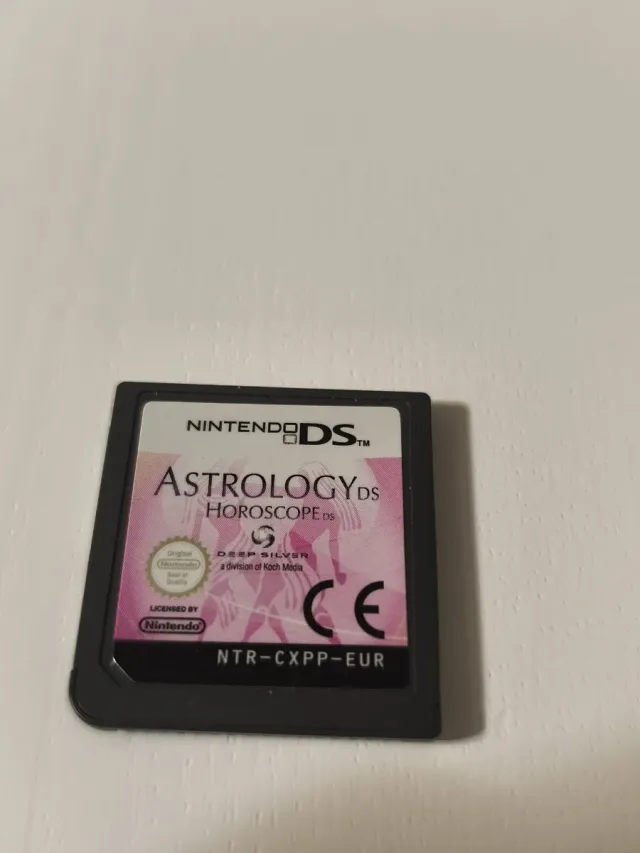 NINTENDO DS™
ASTROLOGY DS
HOROSCOPE DS
DEEP SILVER
a division of Koch Media
Original
Nintendo
Seal of
Quality
LICENSED BY
Nintendo
CE
NTR-CXPP-EUR